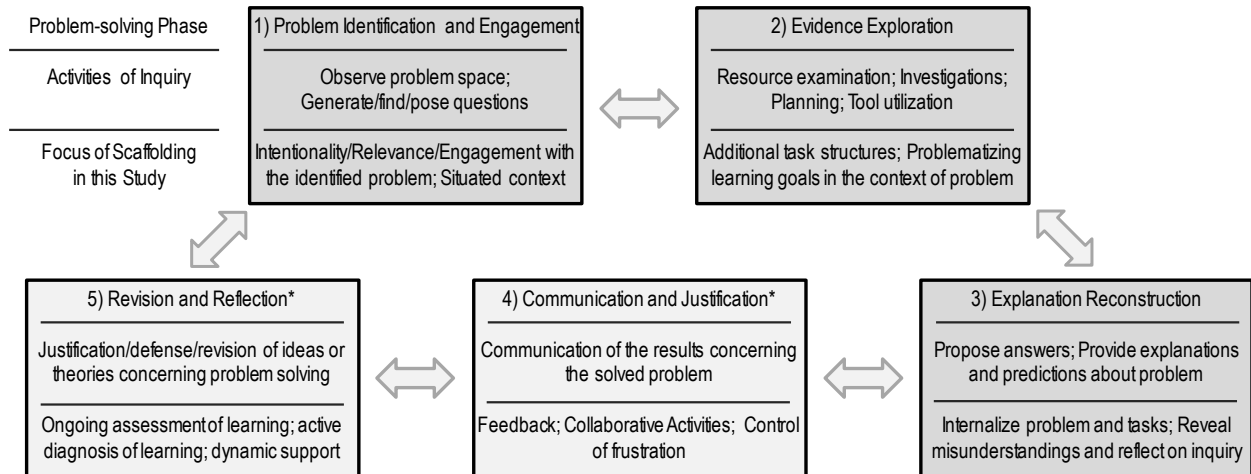 Problem-solving Phase
Activities of Inquiry
Focus of Scaffolding
in this Study
1) Problem Identification and Engagement
Observe problem space;
Generate/find/pose questions
Intentionality/Relevance/Engagement with
the identified problem; Situated context
2) Evidence Exploration
Resource examination; Investigations;
Planning; Tool utilization
Additional task structures; Problematizing
learning goals in the context of problem
5) Revision and Reflection*
Justification/defense/revision of ideas or
theories concerning problem solving
Ongoing assessment of learning; active
diagnosis of learning; dynamic support
4) Communication and Justification*
Communication of the results concerning
the solved problem
Feedback; Collaborative Activities; Control
of frustration
3) Explanation Reconstruction
Propose answers; Provide explanations
and predictions about problem
Internalize problem and tasks; Reveal
misunderstandings and reflect on inquiry